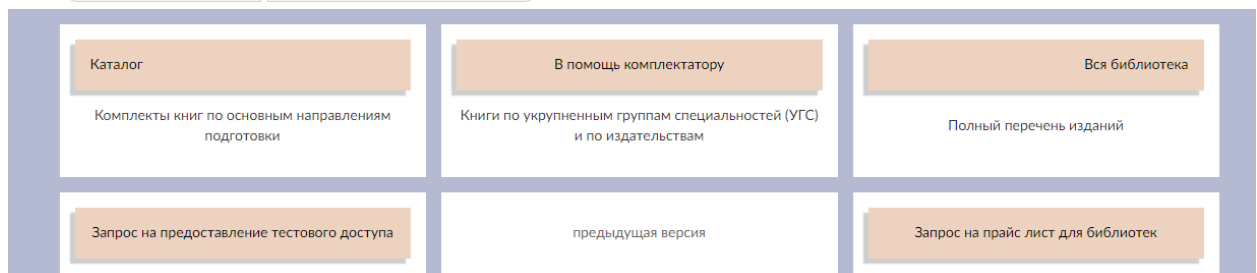 Каталог
Комплекты книг по основным направлениям
подготовки
В помощь комплектатору
Книги по укрупненным группам специальностей (УГС)
и по издательствам
Вся библиотека
Полный перечень изданий
Запрос на предоставление тестового доступа
предыдущая версия
Запрос на прайс лист для библиотек